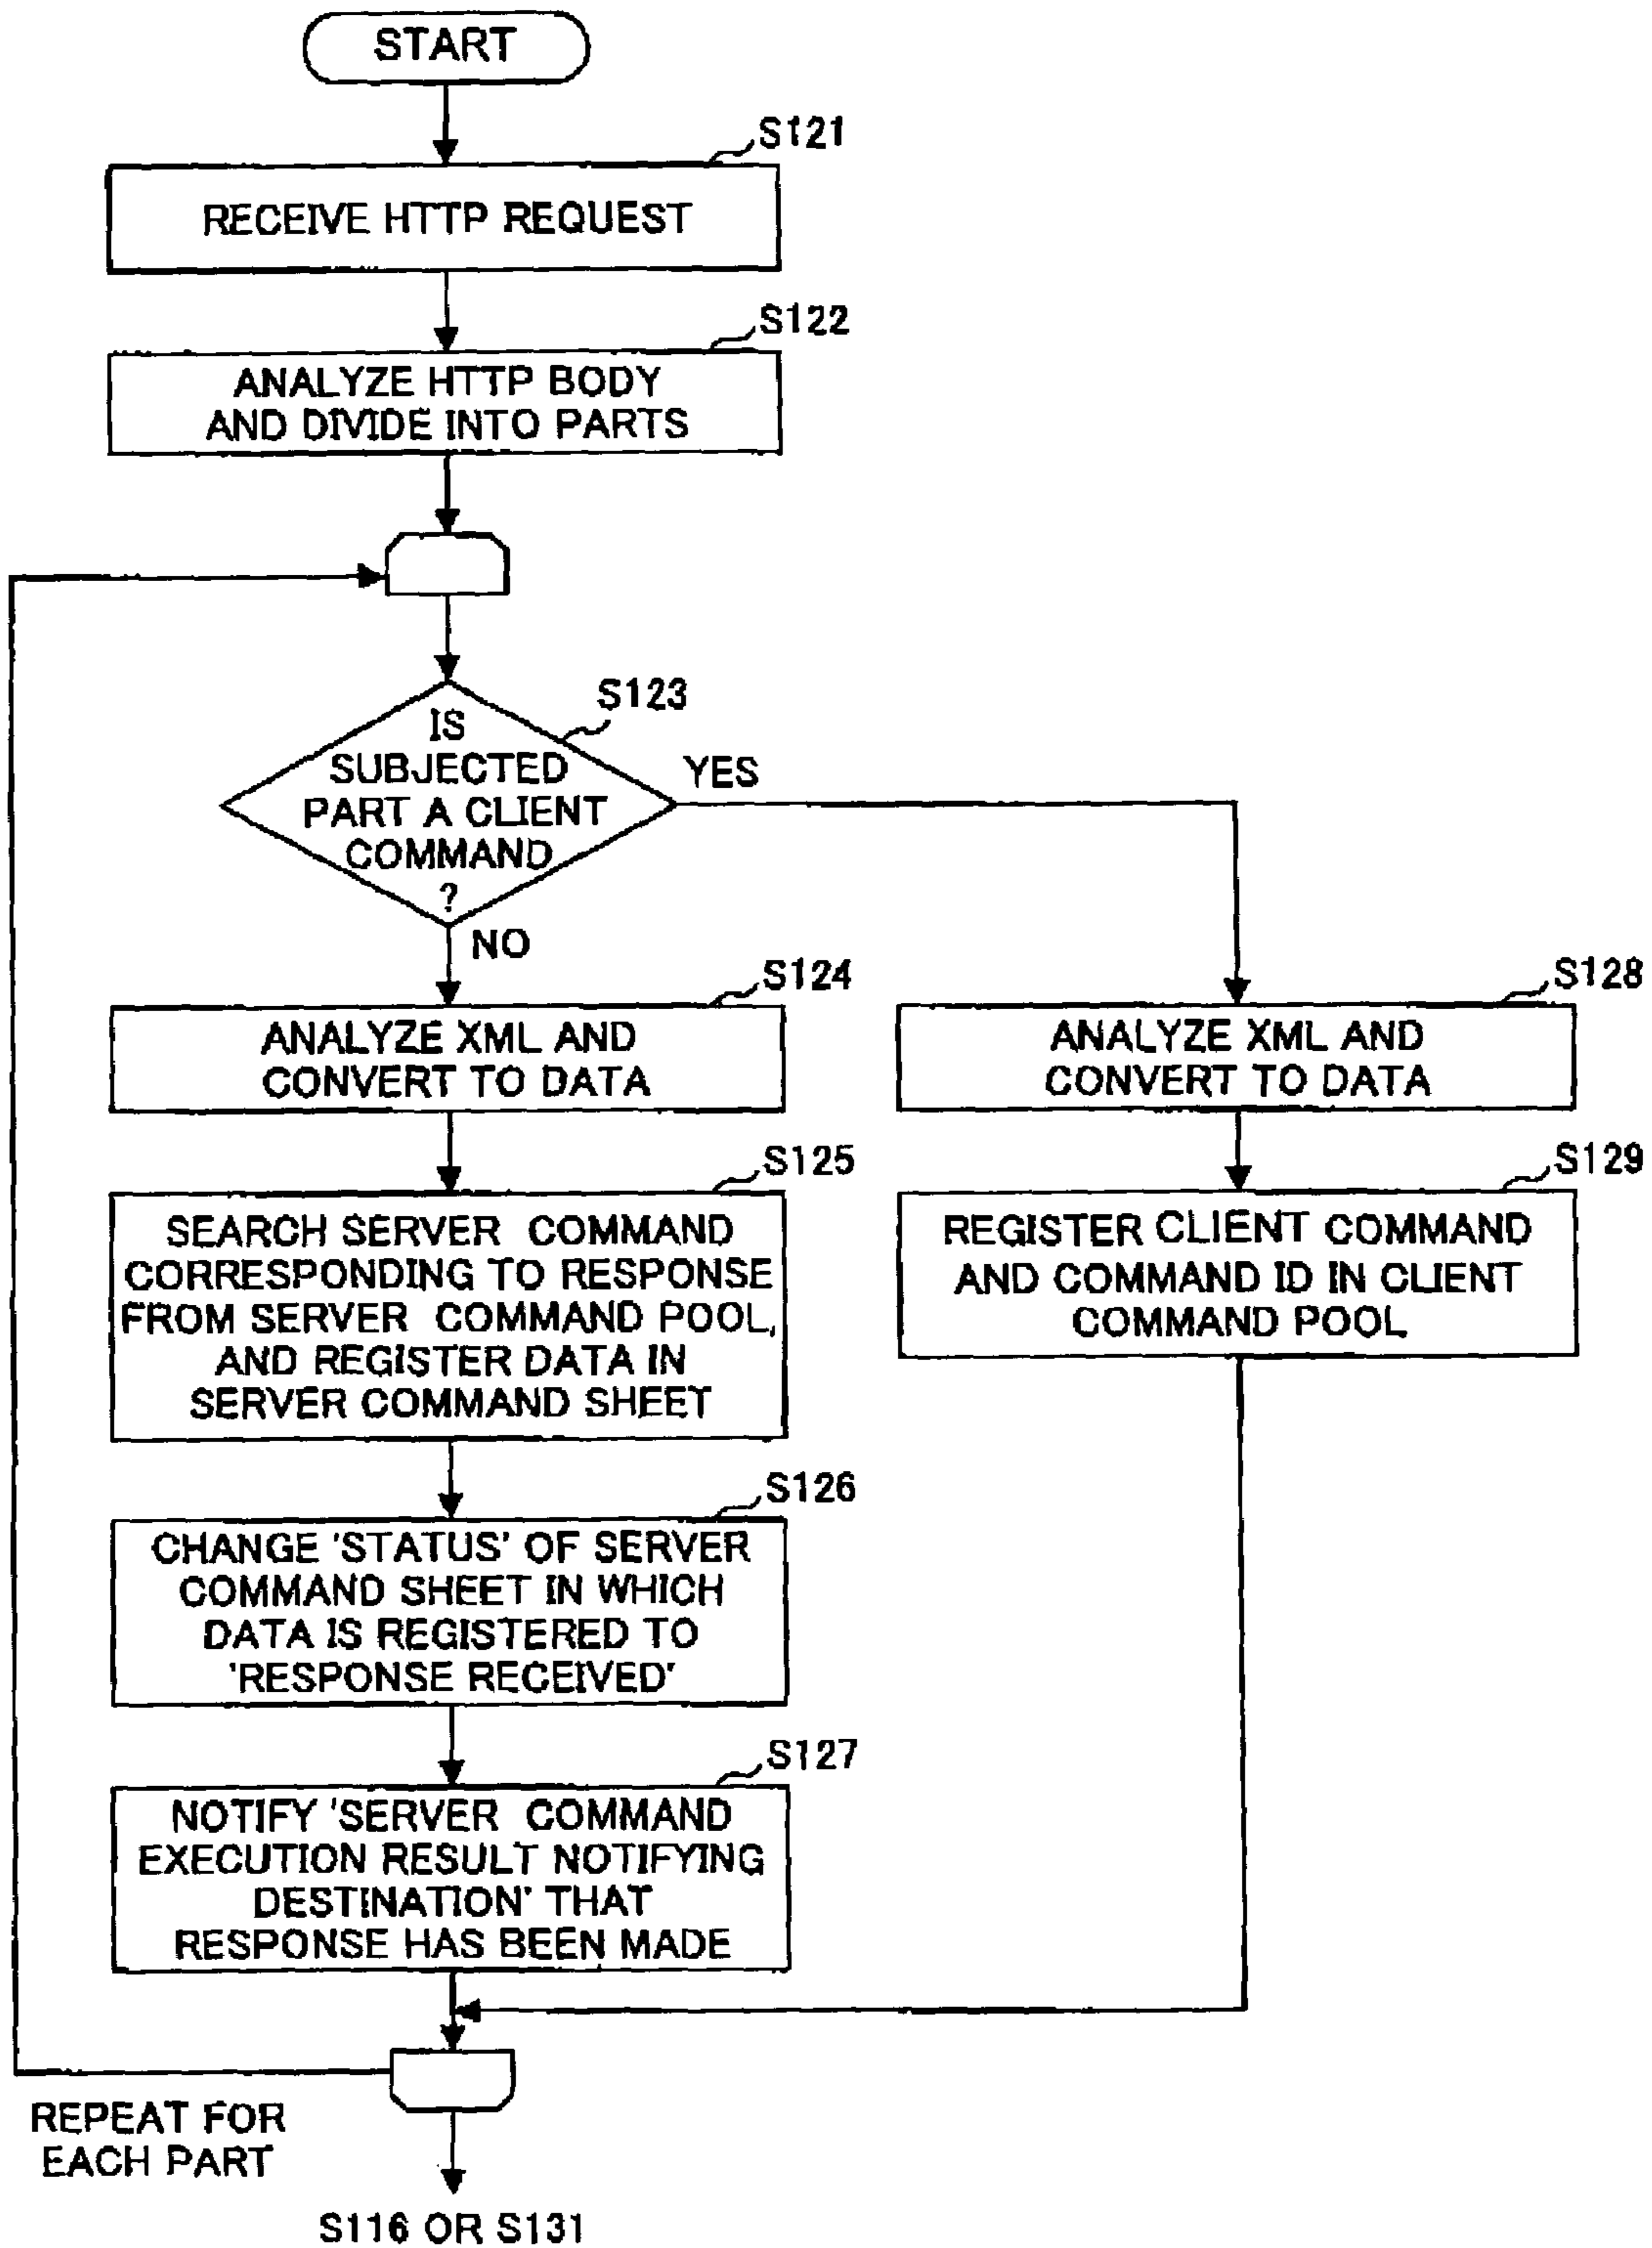 START
S121
RECEIVE HTTP REQUEST
S122
ANALYZE HTTP BODY
AND DIVIDE INTO PARTS
S123
IS
SUBJECTED
PART A CLIENT
COMMAND
?
YES
NO
S124
ANALYZE XML AND
CONVERT TO DATA
S125
SEARCH SERVER COMMAND
CORRESPONDING TO RESPONSE
FROM SERVER COMMAND POOL,
AND REGISTER DATA IN
SERVER COMMAND SHEET
S126
CHANGE 'STATUS' OF SERVER
COMMAND SHEET IN WHICH
DATA IS REGISTERED TO
'RESPONSE RECEIVED'
S127
NOTIFY 'SERVER COMMAND
EXECUTION RESULT NOTIFYING
DESTINATION' THAT
RESPONSE HAS BEEN MADE
S128
ANALYZE XML AND
CONVERT TO DATA
S129
REGISTER CLIENT COMMAND
AND COMMAND ID IN CLIENT
COMMAND POOL
REPEAT FOR
EACH PART
S116 OR S131